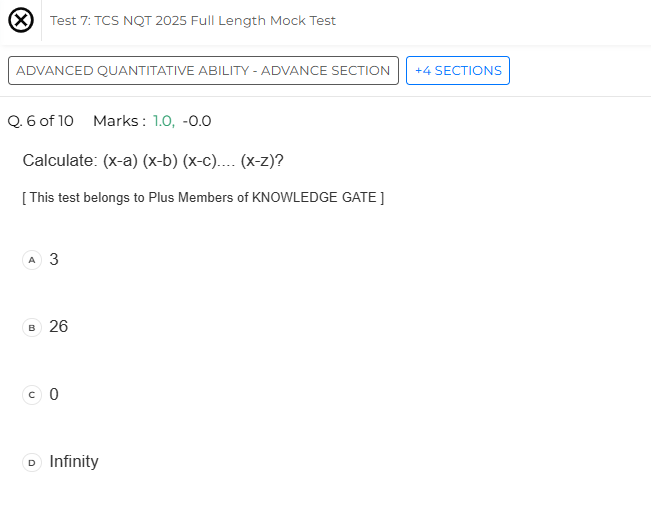 Test 7: TCS NQT 2025 Full Length Mock Test
ADVANCED QUANTITATIVE ABILITY - ADVANCE SECTION +4 SECTIONS
Q. 6 of 10 Marks : 1.0, -0.0
Calculate: (x-a) (x-b) (x-c).... (x-z)?
[ This test belongs to Plus Members of KNOWLEDGE GATE ]
A 3
B 26
C 0
D Infinity